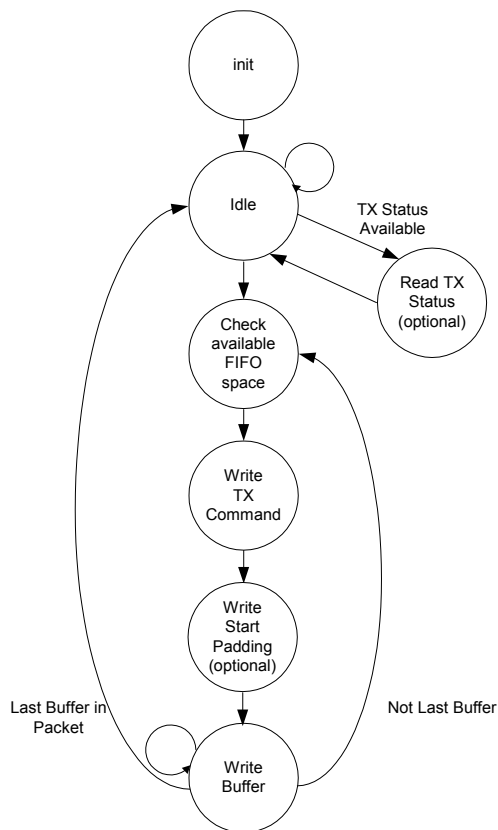 init
Idle
TX Status
Available
Read TX
Status
(optional)
Check
available
FIFO
space
Write
TX
Command
Write
Start
Padding
(optional)
Last Buffer in
Packet
Not Last Buffer
Write
Buffer